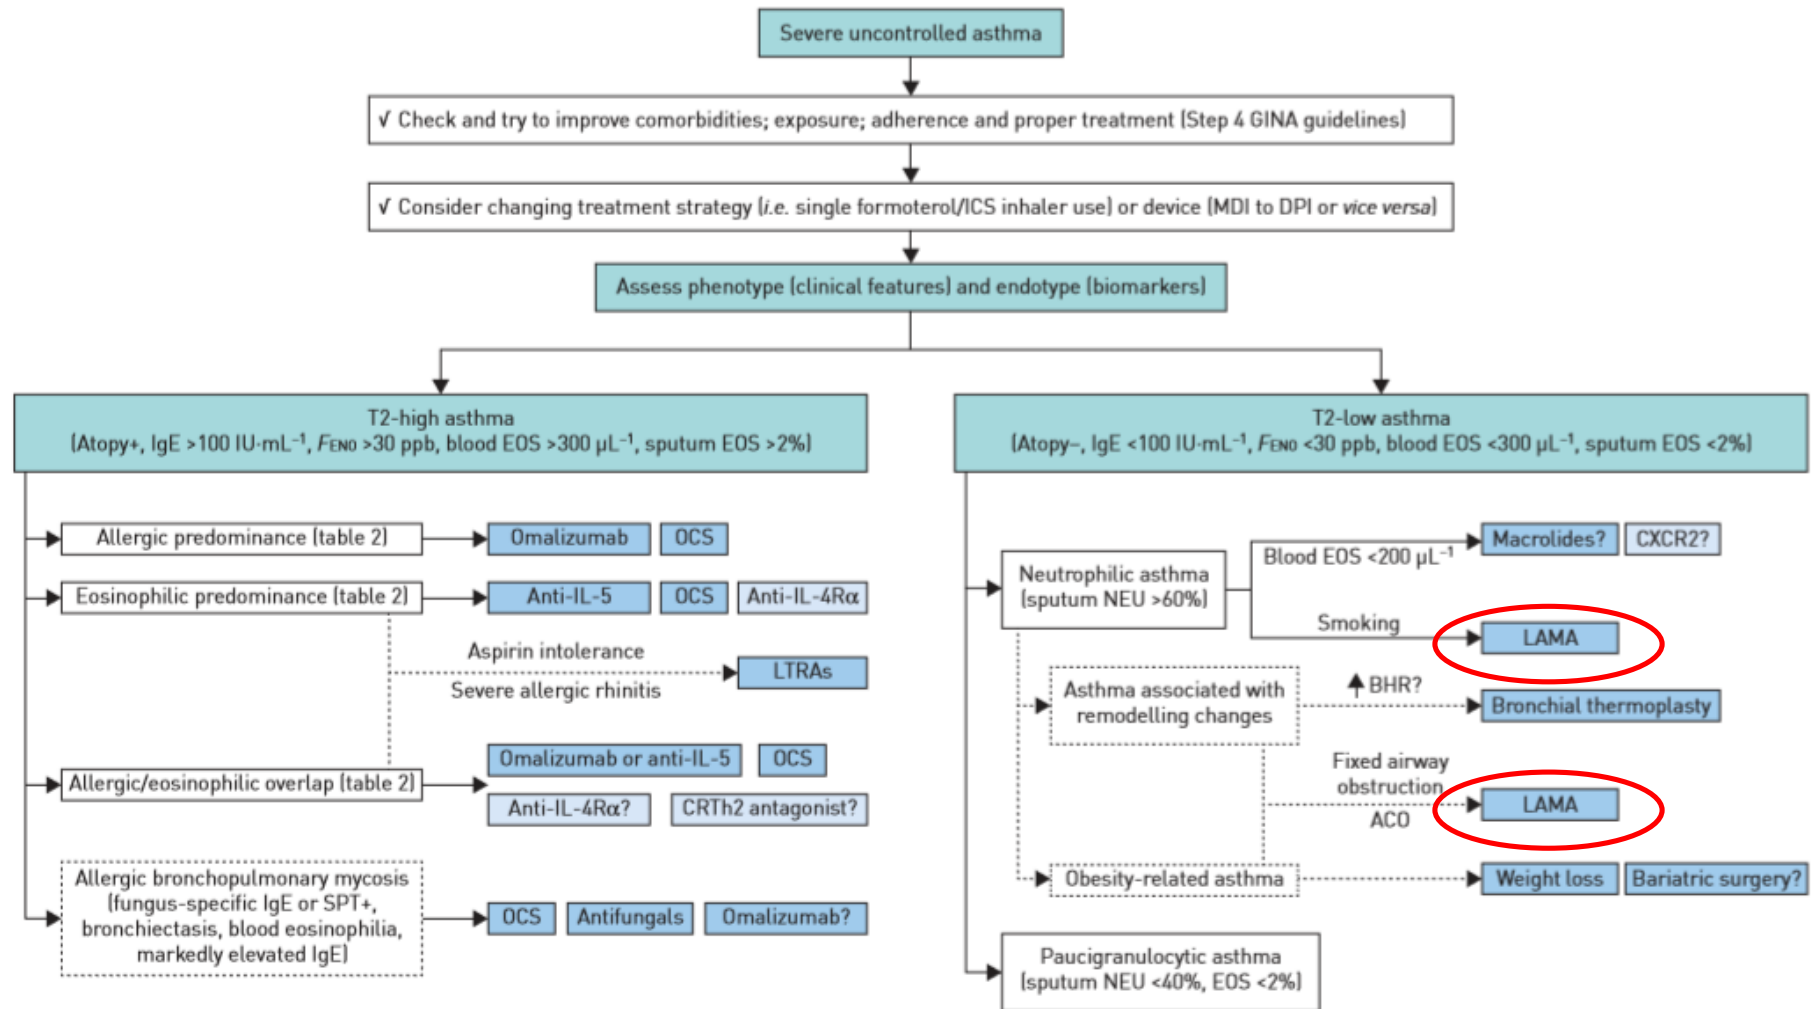 Severe uncontrolled asthma
√ Check and try to improve comorbidities; exposure; adherence and proper treatment (Step 4 GINA guidelines)
√ Consider changing treatment strategy (i.e. single formoterol/ICS inhaler use) or device (MDI to DPI or vice versa)
Assess phenotype (clinical features) and endotype (biomarkers)
T2-high asthma
(Atopy+, IgE >100 IU·mL⁻¹, FENO >30 ppb, blood EOS >300 µL⁻¹, sputum EOS >2%)
Allergic predominance (table 2)
Omalizumab
OCS
Eosinophilic predominance (table 2)
Anti-IL-5
OCS
Anti-IL-4Rα
Aspirin intolerance
Severe allergic rhinitis
LTRAs
Allergic/eosinophilic overlap (table 2)
Omalizumab or anti-IL-5
OCS
Anti-IL-4Rα?
CRTh2 antagonist?
Allergic bronchopulmonary mycosis
(fungus-specific IgE or SPT+,
bronchiectasis, blood eosinophilia,
markedly elevated IgE)
OCS
Antifungals
Omalizumab?
T2-low asthma
(Atopy–, IgE <100 IU·mL⁻¹, FENO <30 ppb, blood EOS <300 µL⁻¹, sputum EOS <2%)
Neutrophilic asthma
(sputum NEU >60%)
Blood EOS <200 µL⁻¹
Macrolides?
CXCR2?
Smoking
LAMA
Asthma associated with
remodelling changes
BHR?
Bronchial thermoplasty
Fixed airway
obstruction
ACO
LAMA
Obesity-related asthma
Weight loss
Bariatric surgery?
Paucigranulocytic asthma
(sputum NEU <40%, EOS <2%)